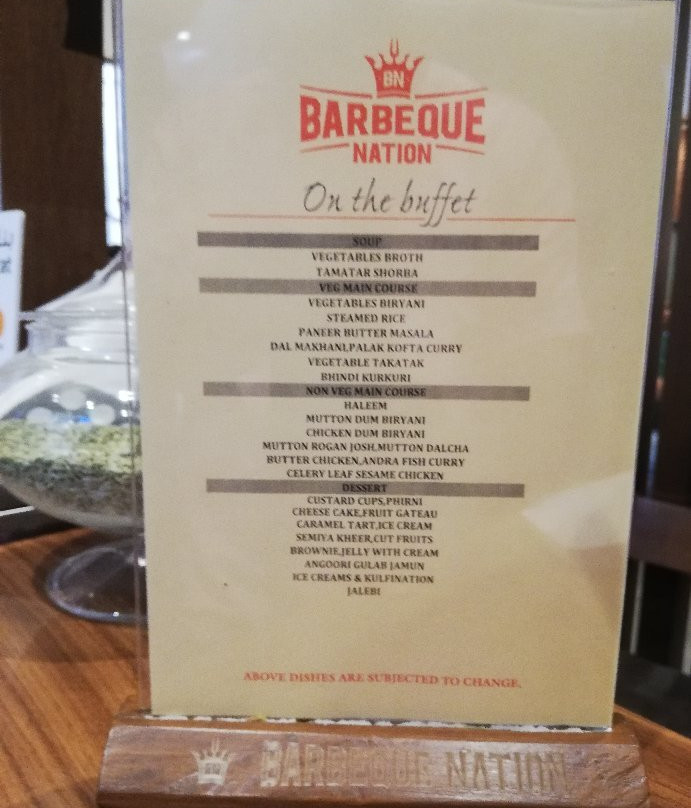 BN
BARBEQUE
NATION
On the buffet
SOUP
VEGETABLES BROTH
TAMATAR SHORBA
VEG MAIN COURSE
VEGETABLES BIRYANI
STEAMED RICE
PANEER BUTTER MASALA
DAL MAKHANI,PALAK KOFTA CURRY
VEGETABLE TAKATAK
BHINDI KURKURI
NON VEG MAIN COURSE
HALEEM
MUTTON DUM BIRYANI
CHICKEN DUM BIRYANI
MUTTON ROGAN JOSH,MUTTON DALCHA
BUTTER CHICKEN,ANDRA FISH CURRY
CELERY LEAF SESAME CHICKEN
DESSERT
CUSTARD CUPS,PHIRNI
CHEESE CAKE,FRUIT GATEAU
CARAMEL TART,ICE CREAM
SEMIYA KHEER,CUT FRUITS
BROWNIE,JELLY WITH CREAM
ANGOORI GULAB JAMUN
ICE CREAMS & KULFINATION
JALEBI
ABOVE DISHES ARE SUBJECTED TO CHANGE.
BN
BARBEQUE NATION